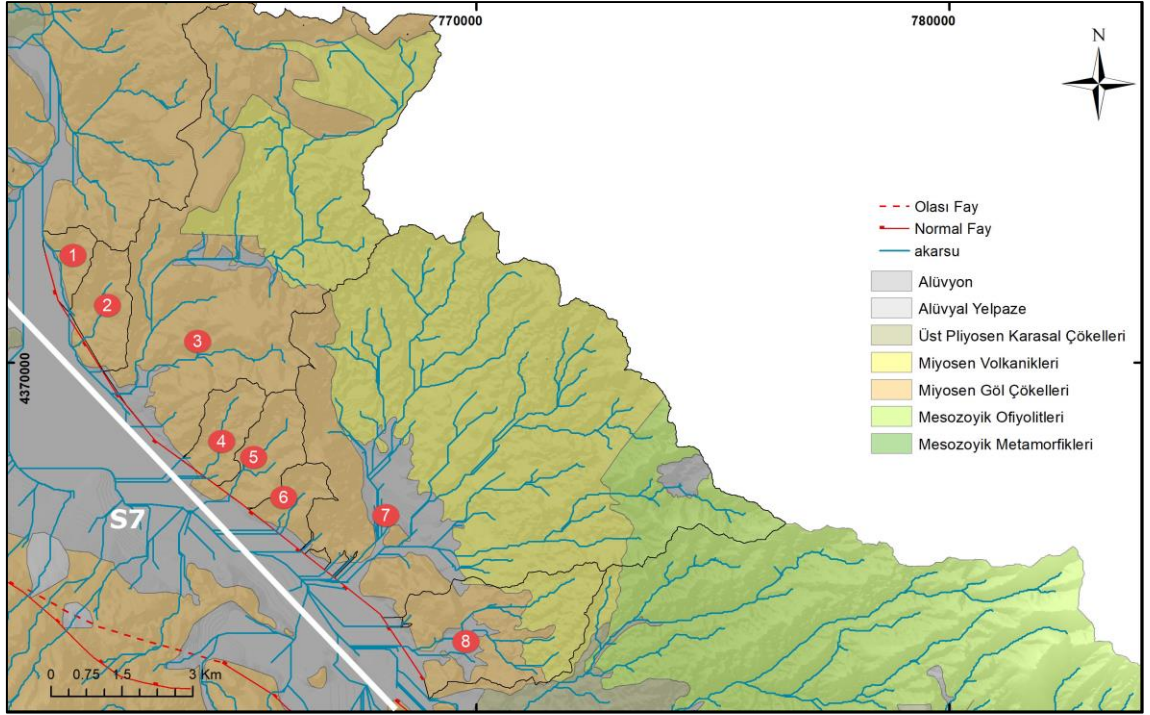 770000
780000
N
4370000
Olası Fay
Normal Fay
akarsu
Alüvyon
Alüvyal Yelpaze
Üst Pliyosen Karasal Çökelleri
Miyosen Volkanikleri
Miyosen Göl Çökelleri
Mesozoyik Ofiyolitleri
Mesozoyik Metamorfikleri
1
2
3
4
5
6
7
8
S7
0 0.75 1.5 3 Km